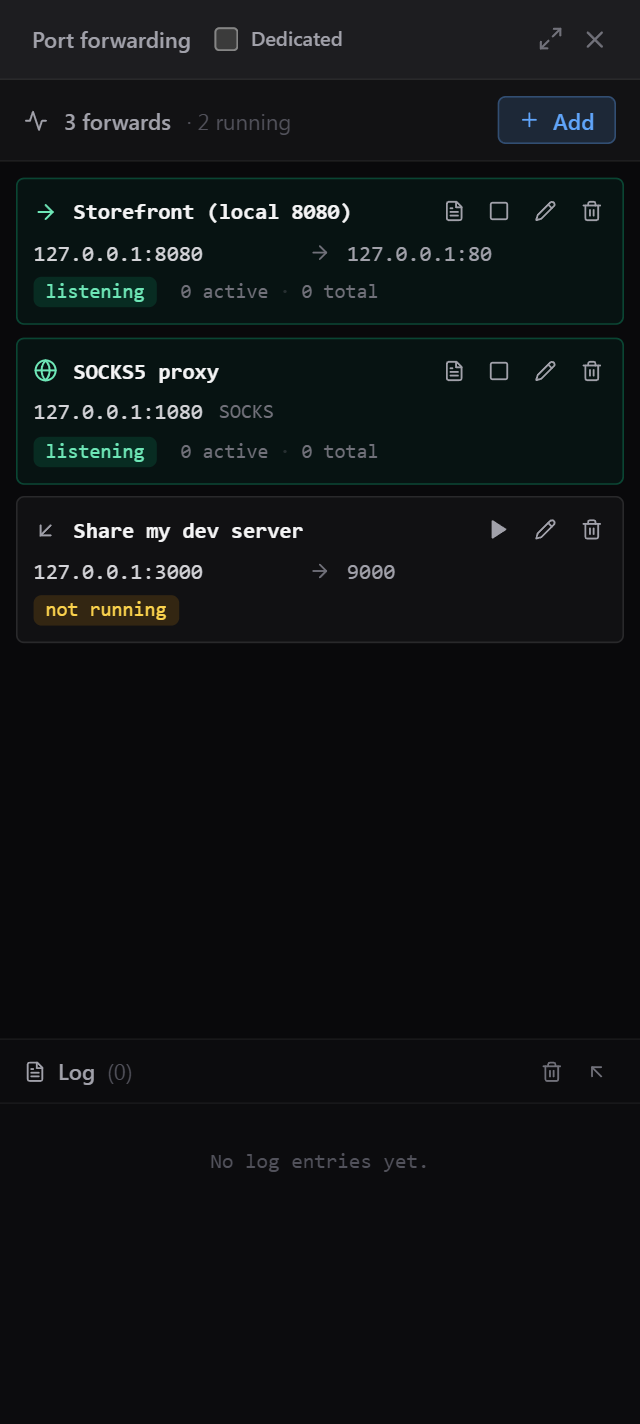 Port forwarding Dedicated
3 forwards · 2 running + Add
Storefront (local 8080)
127.0.0.1:8080 → 127.0.0.1:80
listening 0 active · 0 total
SOCKS5 proxy
127.0.0.1:1080 SOCKS
listening 0 active · 0 total
Share my dev server
127.0.0.1:3000 → 9000
not running
Log (0)
No log entries yet.